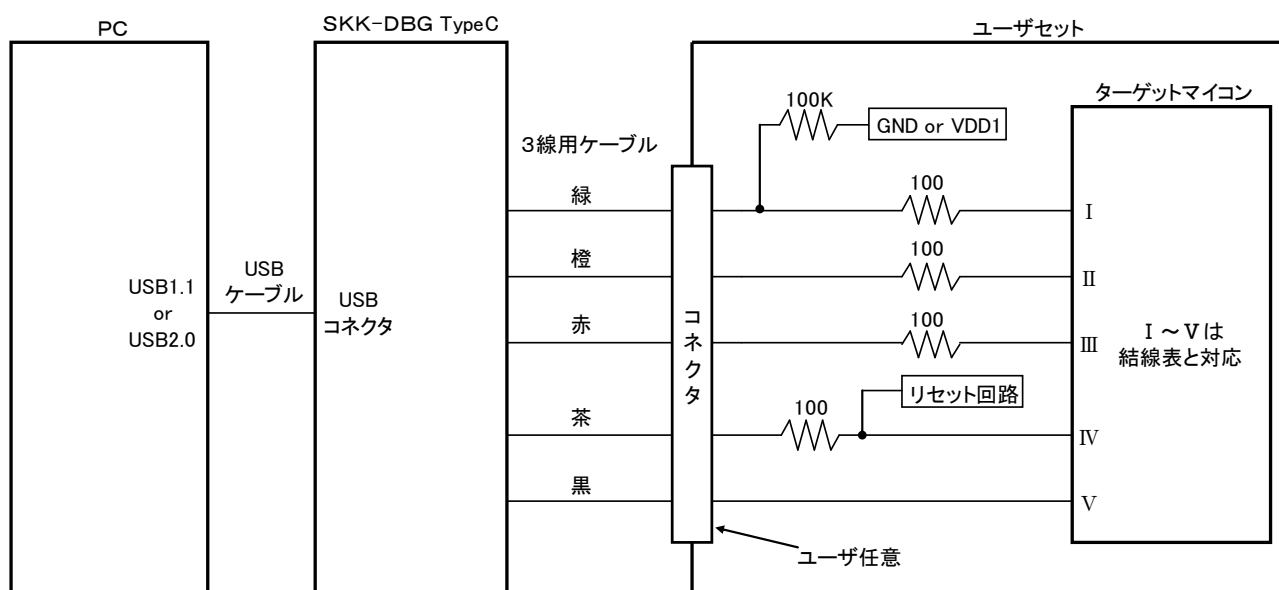 PC
SKK-DBG TypeC
ユーザセット
USB1.1
or
USB2.0
USB
ケーブル
USB
コネクタ
3線用ケーブル
緑
橙
赤
茶
黒
コネクタ
ユーザ任意
100K
GND or VDD1
100
100
100
100
リセット回路
ターゲットマイコン
Ⅰ
Ⅱ
Ⅲ
Ⅳ
Ⅴ
Ⅰ~Ⅴは
結線表と対応